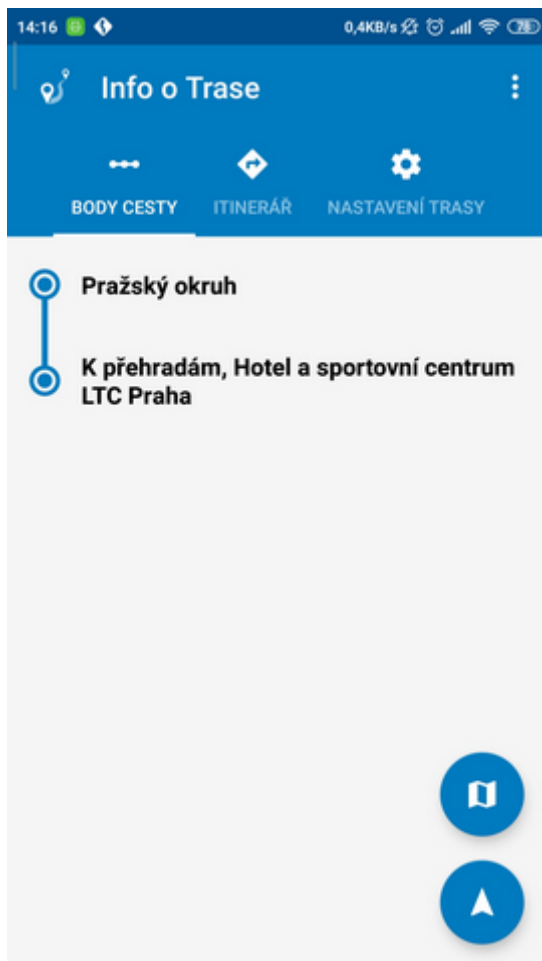 14:16 0,4KB/s 78
Info o Trase
BODY CESTY ITINERÁŘ NASTAVENÍ TRASY
Pražský okruh
K přehradám, Hotel a sportovní centrum
LTC Praha